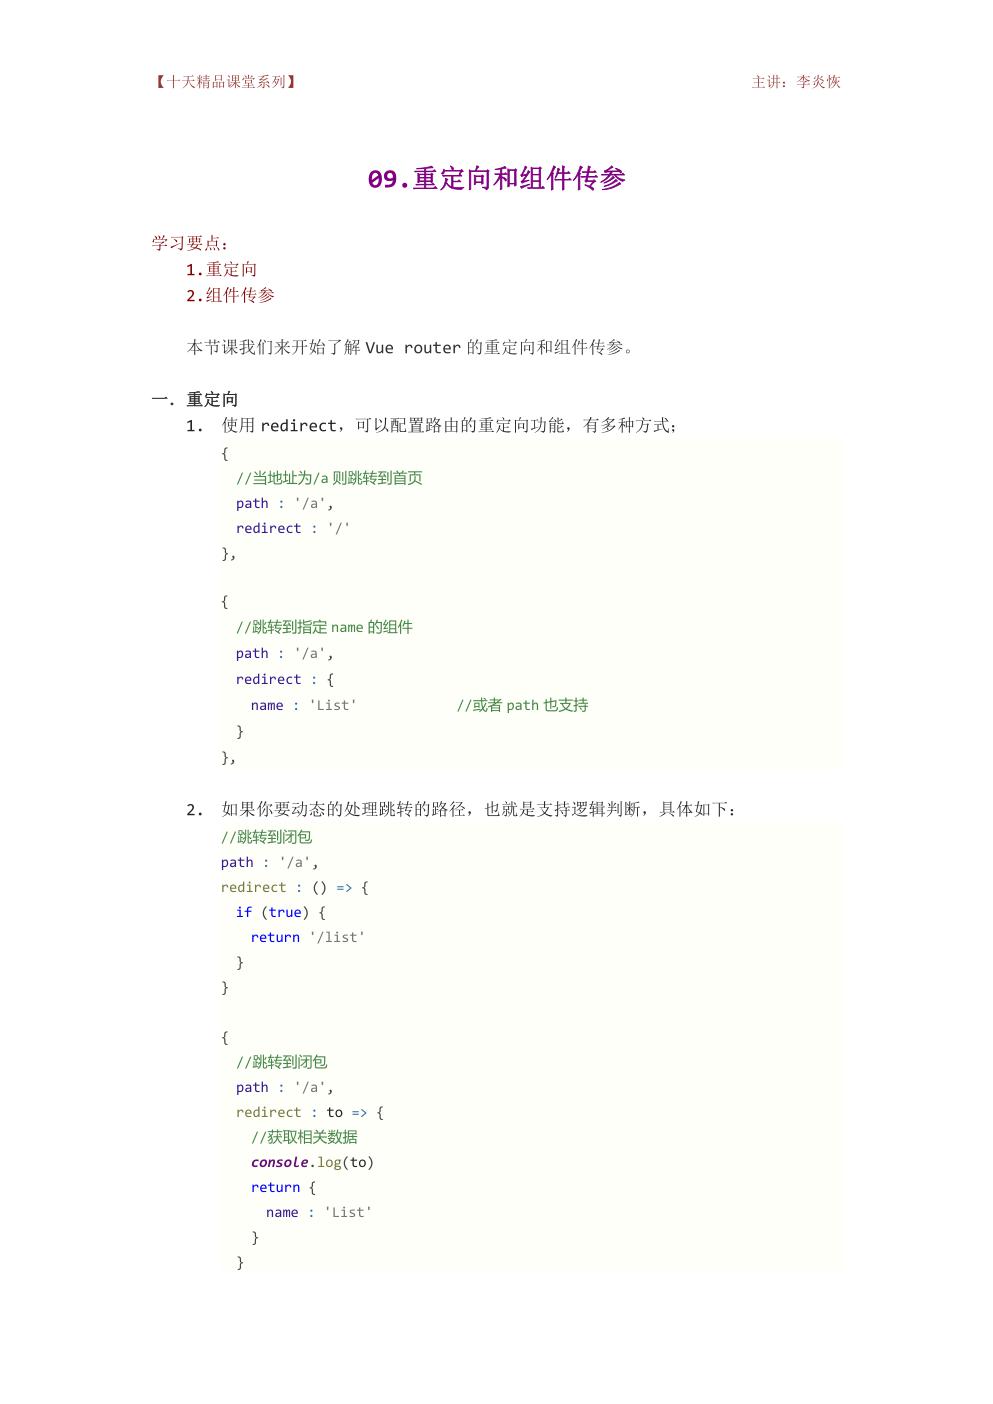 【十天精品课堂系列】 主讲：李炎恢
09.重定向和组件传参
学习要点：
1.重定向
2.组件传参
本节课我们来开始了解 Vue router 的重定向和组件传参。
一．重定向
1. 使用 redirect，可以配置路由的重定向功能，有多种方式；
{
  //当地址为/a 则跳转到首页
  path : '/a',
  redirect : '/'
},
{
  //跳转到指定 name 的组件
  path : '/a',
  redirect : {
    name : 'List'            //或者 path 也支持
  }
},
2. 如果你要动态的处理跳转的路径，也就是支持逻辑判断，具体如下：
//跳转到闭包
path : '/a',
redirect : () => {
  if (true) {
    return '/list'
  }
}
{
  //跳转到闭包
  path : '/a',
  redirect : to => {
    //获取相关数据
    console.log(to)
    return {
      name : 'List'
    }
  }